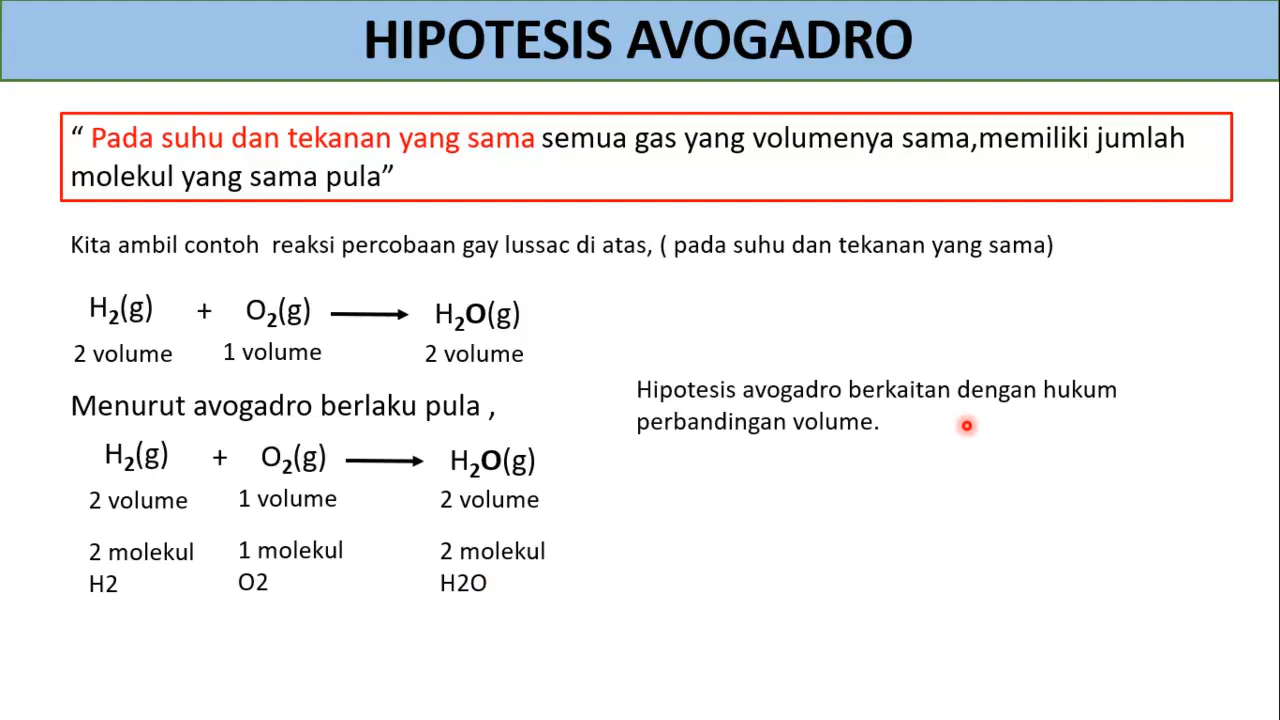 HIPOTESIS AVOGADRO
“ Pada suhu dan tekanan yang sama semua gas yang volumenya sama,memiliki jumlah
molekul yang sama pula”
Kita ambil contoh  reaksi percobaan gay lussac di atas, ( pada suhu dan tekanan yang sama)
H₂(g) + O₂(g) ⟶ H₂O(g)
2 volume 1 volume 2 volume
Menurut avogadro berlaku pula ,
H₂(g) + O₂(g) ⟶ H₂O(g)
2 volume 1 volume 2 volume
2 molekul 1 molekul 2 molekul
H2 O2 H2O
Hipotesis avogadro berkaitan dengan hukum
perbandingan volume.